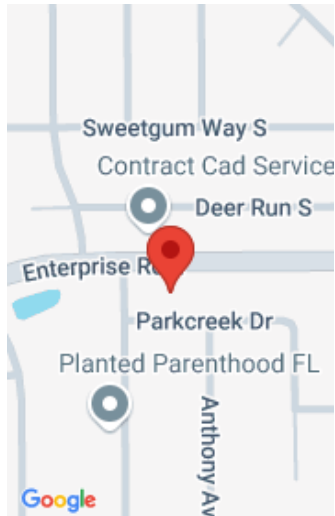 Sweetgum Way S
Contract Cad Service
Deer Run S
Enterprise R
Parkcreek Dr
Planted Parenthood FL
Anthony Av
Google